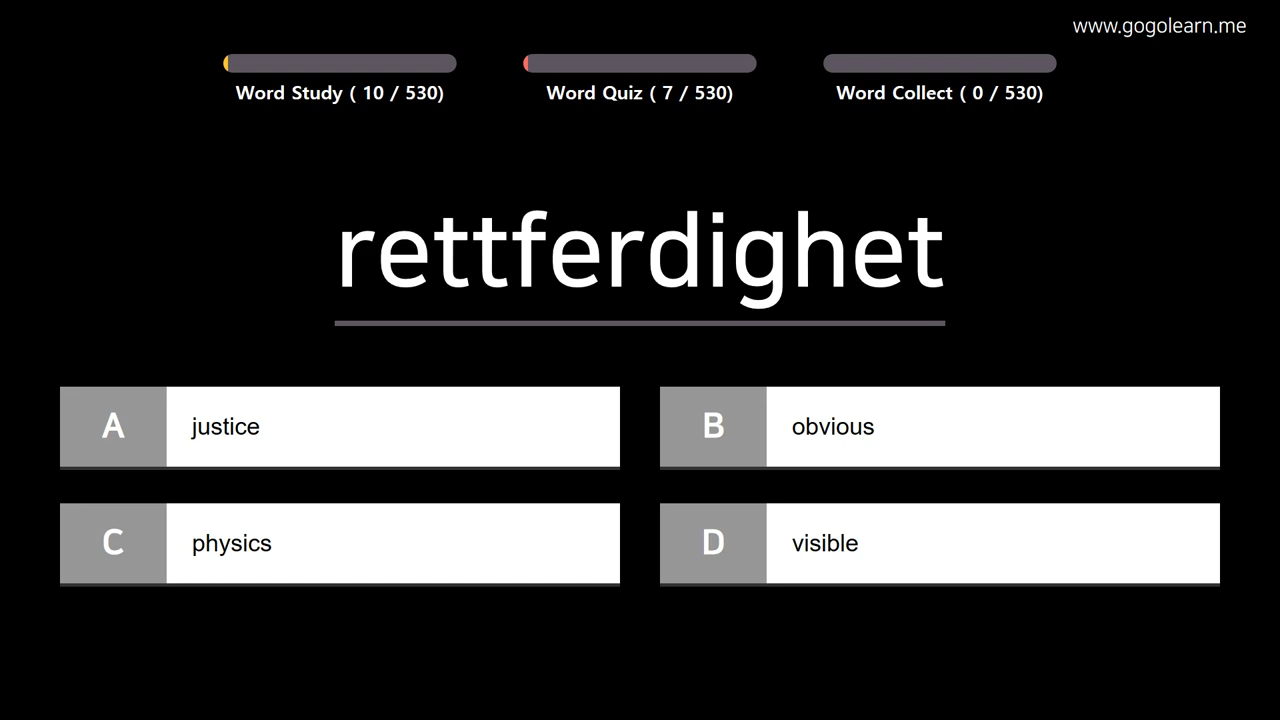 www.gogolearn.me
Word Study ( 10 / 530)
Word Quiz ( 7 / 530)
Word Collect ( 0 / 530)
rettferdighet
A justice
B obvious
C physics
D visible